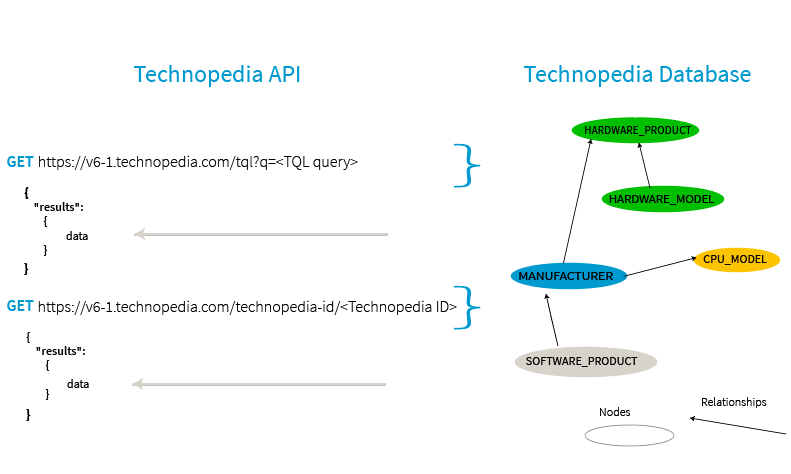 Technopedia API
GET https://v6-1.technopedia.com/tql?q=<TQL query>
{
"results":
{
data
}
}
GET https://v6-1.technopedia.com/technopedia-id/<Technopedia ID>
{
"results":
{
data
}
}
Technopedia Database
HARDWARE_PRODUCT
HARDWARE_MODEL
CPU_MODEL
MANUFACTURER
SOFTWARE_PRODUCT
Relationships
Nodes